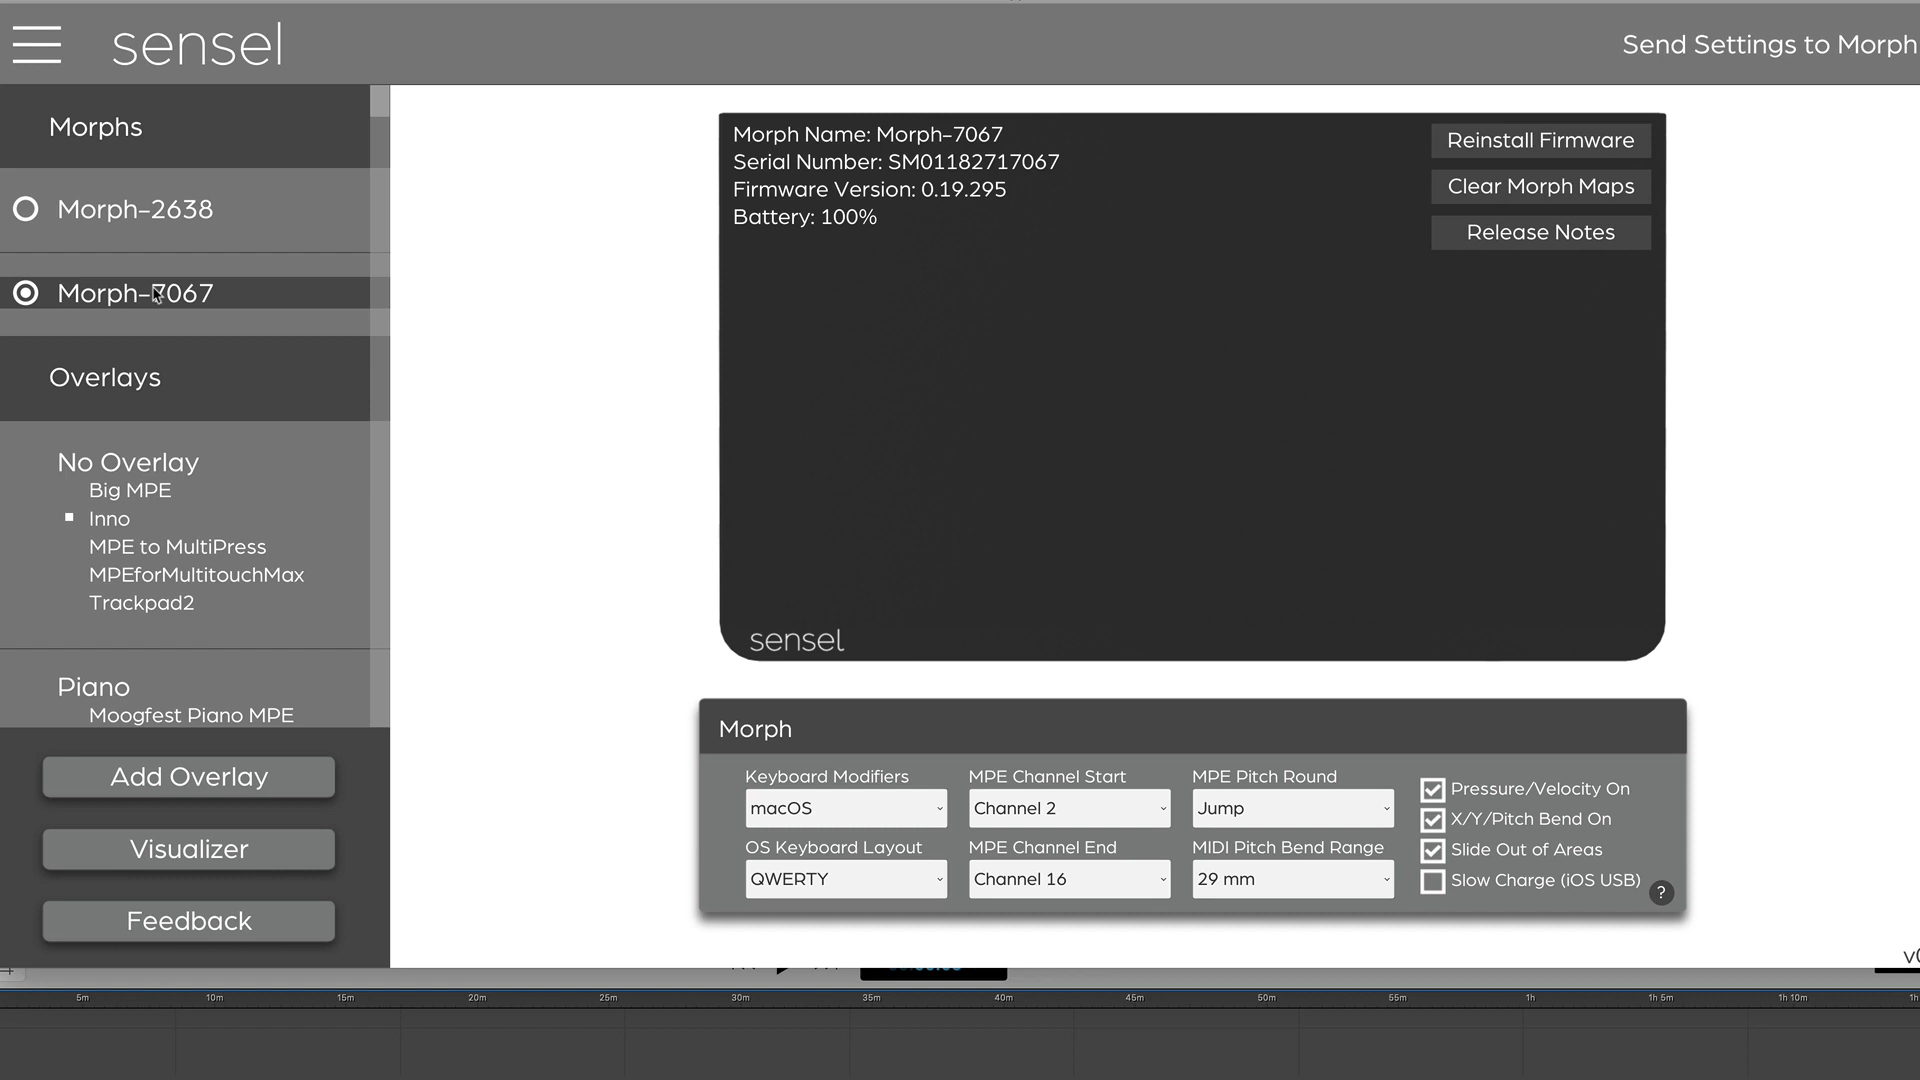 sensel
Send Settings to Morph
Morphs
Morph-2638
Morph-7067
Overlays
No Overlay
Big MPE
Inno
MPE to MultiPress
MPEforMultitouchMax
Trackpad2
Piano
Moogfest Piano MPE
Add Overlay
Visualizer
Feedback
Morph Name: Morph-7067
Serial Number: SM01182717067
Firmware Version: 0.19.295
Battery: 100%
Reinstall Firmware
Clear Morph Maps
Release Notes
sensel
Morph
Keyboard Modifiers
macOS
OS Keyboard Layout
QWERTY
MPE Channel Start
Channel 2
MPE Channel End
Channel 16
MPE Pitch Round
Jump
MIDI Pitch Bend Range
29 mm
Pressure/Velocity On
X/Y/Pitch Bend On
Slide Out of Areas
Slow Charge (iOS USB)
?
5m 10m 15m 20m 25m 30m 35m 40m 45m 50m 55m 1h 1h 5m 1h 10m 1h